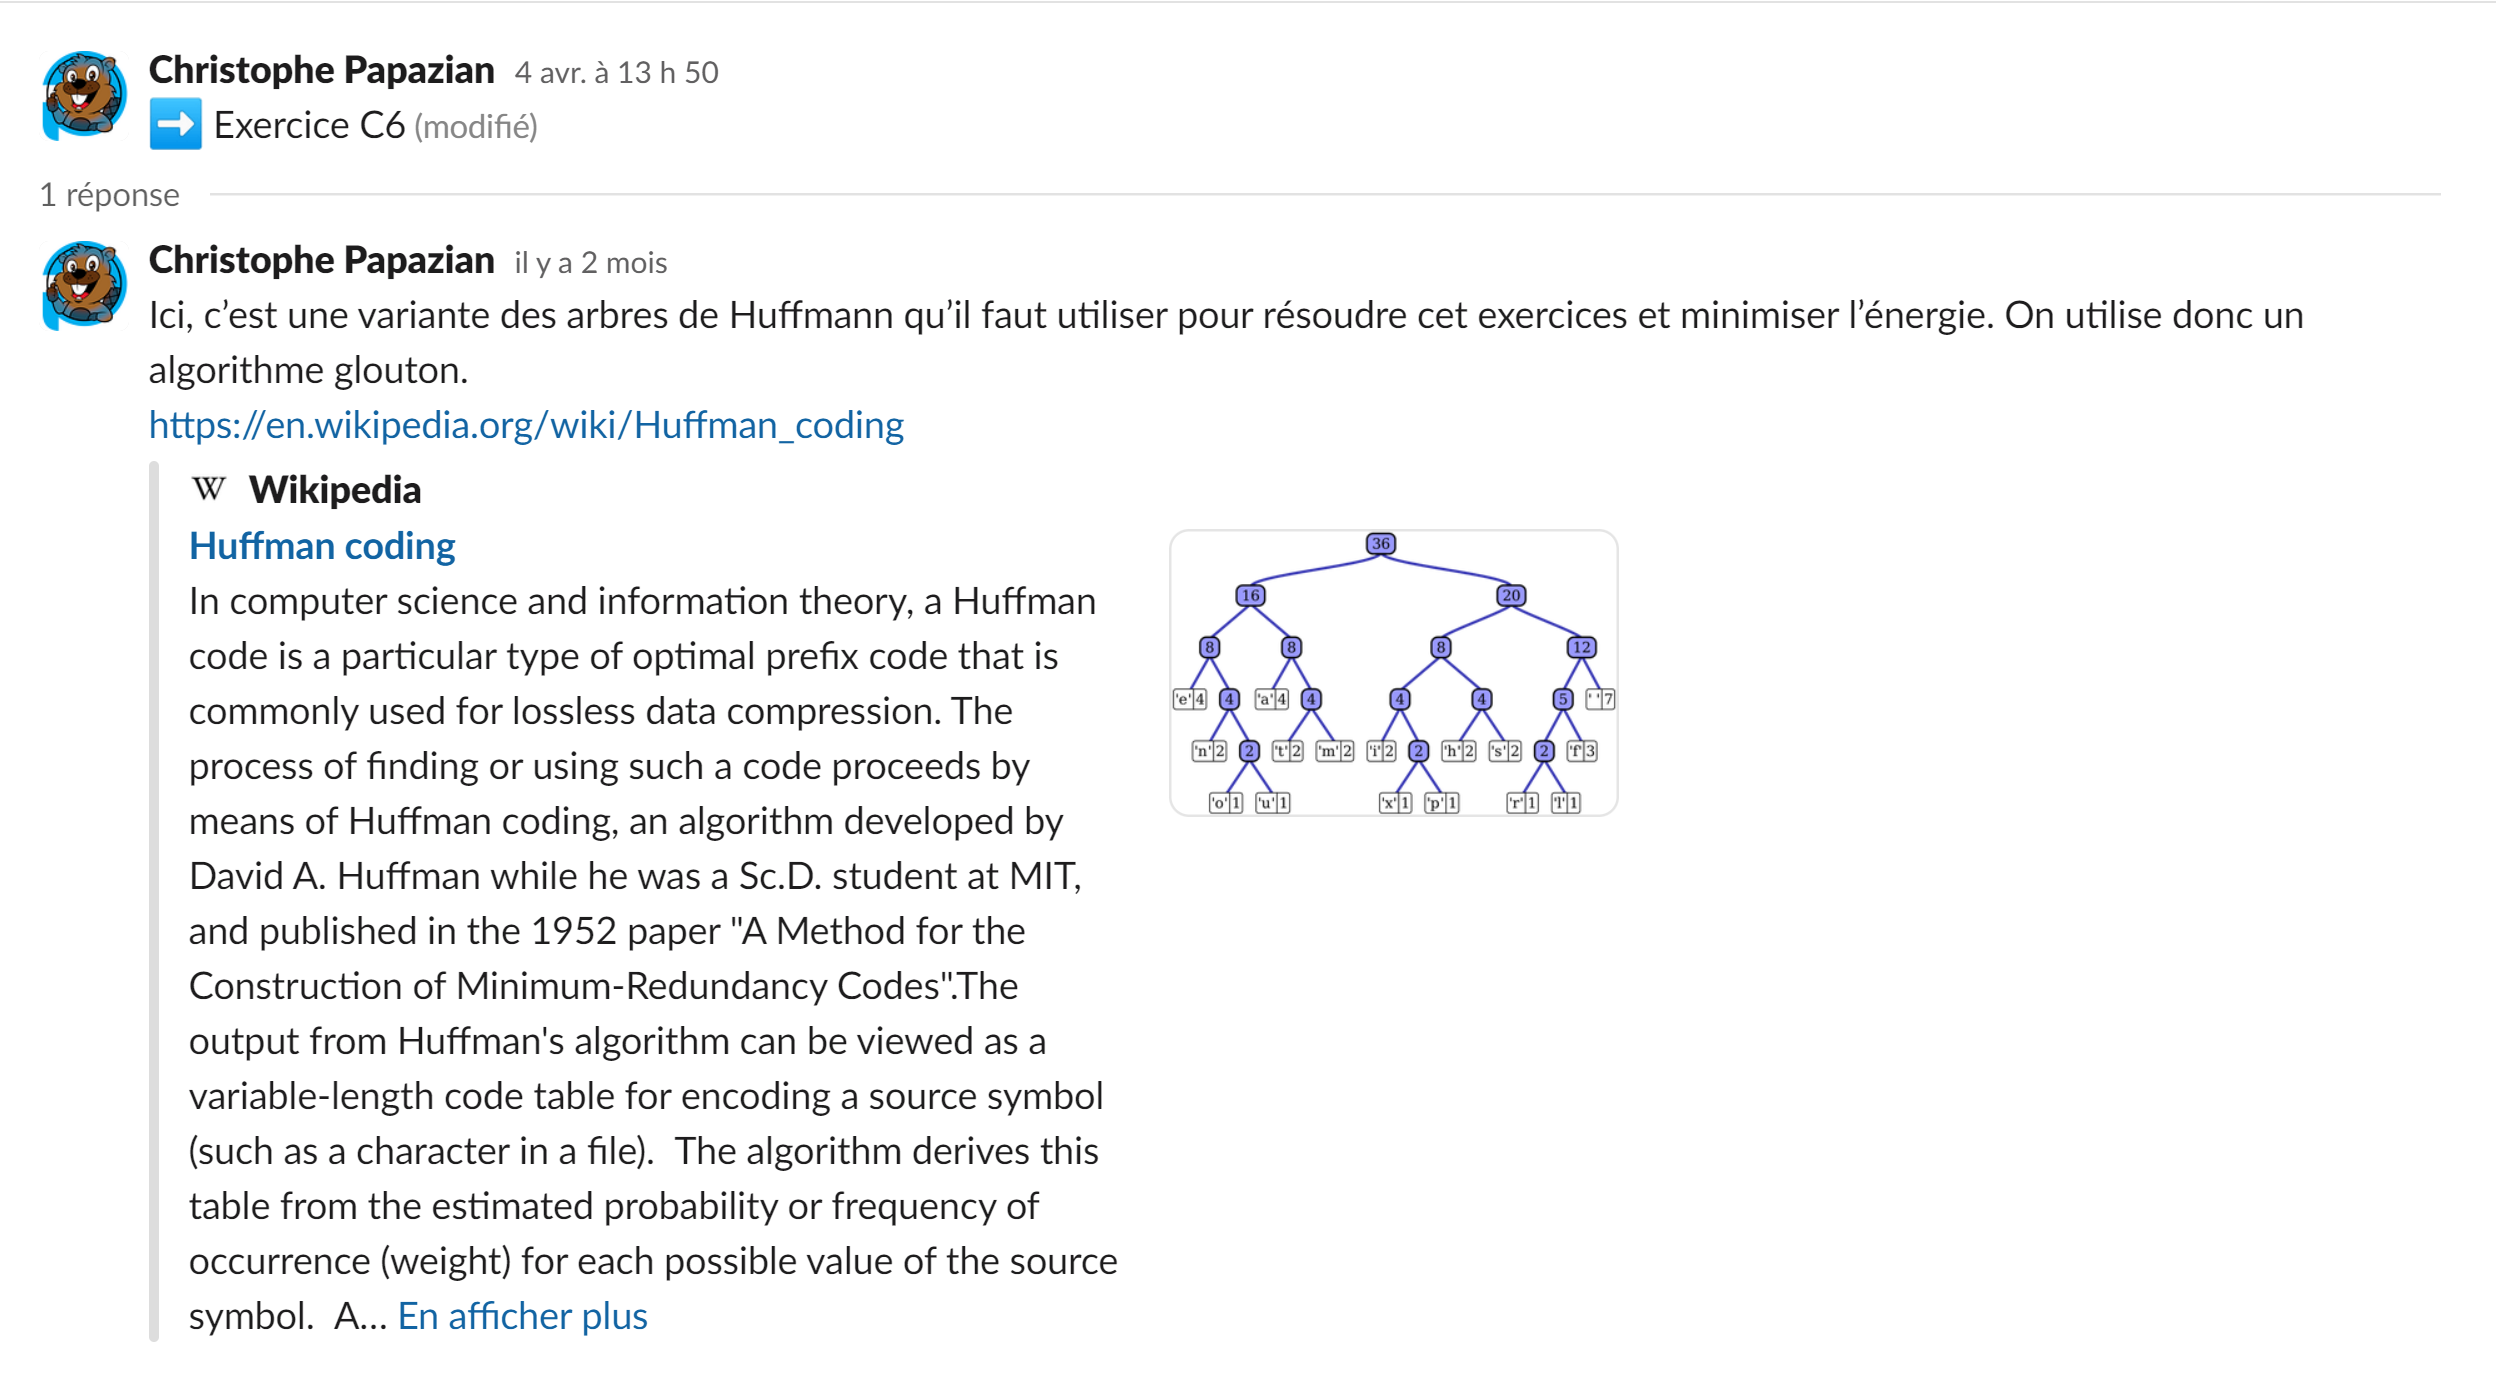 Christophe Papazian 4 avr. à 13 h 50
Exercice C6 (modifié)
1 réponse
Christophe Papazian il y a 2 mois
Ici, c’est une variante des arbres de Huffmann qu’il faut utiliser pour résoudre cet exercices et minimiser l’énergie. On utilise donc un
algorithme glouton.
https://en.wikipedia.org/wiki/Huffman_coding
W Wikipedia
Huffman coding
In computer science and information theory, a Huffman
code is a particular type of optimal prefix code that is
commonly used for lossless data compression. The
process of finding or using such a code proceeds by
means of Huffman coding, an algorithm developed by
David A. Huffman while he was a Sc.D. student at MIT,
and published in the 1952 paper "A Method for the
Construction of Minimum-Redundancy Codes".The
output from Huffman's algorithm can be viewed as a
variable-length code table for encoding a source symbol
(such as a character in a file).  The algorithm derives this
table from the estimated probability or frequency of
occurrence (weight) for each possible value of the source
symbol.  A... En afficher plus
36
16 20
8 8 8 12
'e' 4 4 'a' 4 4 4 4 5 ' ' 7
'n' 2 2 't' 2 'm' 2 'i' 2 2 'h' 2 's' 2 2 'f' 3
'o' 1 'u' 1 'x' 1 'p' 1 'r' 1 'l' 1